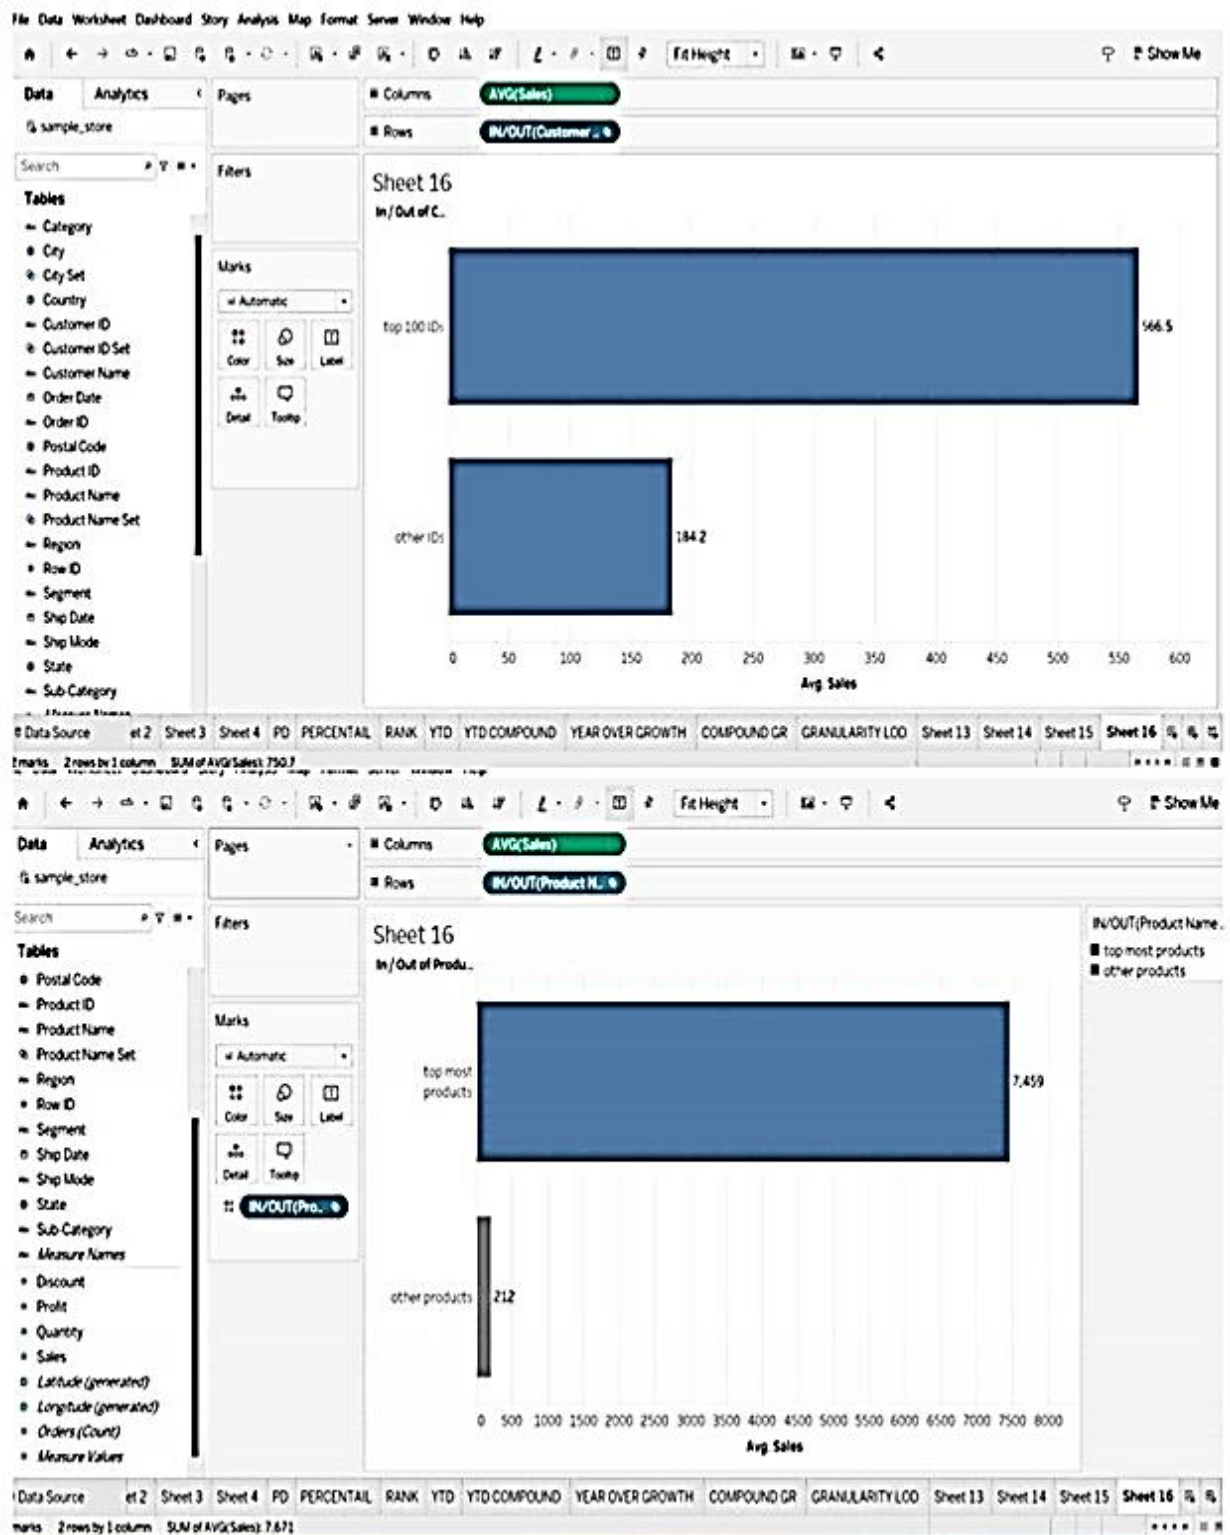 File Data Worksheet Dashboard Story Analysis Map Format Server Window Help
Fit Height Show Me
Data Analytics Pages Columns AVG(Sales)
sample_store Rows IN/OUT(Customer ..
Search Filters
Sheet 16
Tables In / Out of C..
Category
City
City Set
Country
Customer ID
Customer ID Set
Customer Name
Order Date
Order ID
Postal Code
Product ID
Product Name
Product Name Set
Region
Row ID
Segment
Ship Date
Ship Mode
State
Sub-Category
Measure Names
Marks
Automatic
Color Size Label
Detail Tooltip
top 100 IDs 566.5
other IDs 184.2
0 50 100 150 200 250 300 350 400 450 500 550 600
Avg. Sales
Data Source et 2 Sheet 3 Sheet 4 PD PERCENTAIL RANK YTD YTD COMPOUND YEAR OVER GROWTH COMPOUND GR GRANULARITY LOD Sheet 13 Sheet 14 Sheet 15 Sheet 16
2 marks 2 rows by 1 column SUM of AVG(Sales): 750.7
Fit Height Show Me
Data Analytics Pages Columns AVG(Sales)
sample_store Rows IN/OUT(Product N..
Search Filters
Sheet 16
Tables In / Out of Produ..
Postal Code
Product ID
Product Name
Product Name Set
Region
Row ID
Segment
Ship Date
Ship Mode
State
Sub-Category
Measure Names
Discount
Profit
Quantity
Sales
Latitude (generated)
Longitude (generated)
Orders (Count)
Measure Values
Marks
Automatic
Color Size Label
Detail Tooltip
IN/OUT(Pro..
top most
products 7,459
other products 212
0 500 1000 1500 2000 2500 3000 3500 4000 4500 5000 5500 6000 6500 7000 7500 8000
Avg. Sales
IN/OUT(Product Name ..
top most products
other products
Data Source et 2 Sheet 3 Sheet 4 PD PERCENTAIL RANK YTD YTD COMPOUND YEAR OVER GROWTH COMPOUND GR GRANULARITY LOD Sheet 13 Sheet 14 Sheet 15 Sheet 16
marks 2 rows by 1 column SUM of AVG(Sales): 7,671